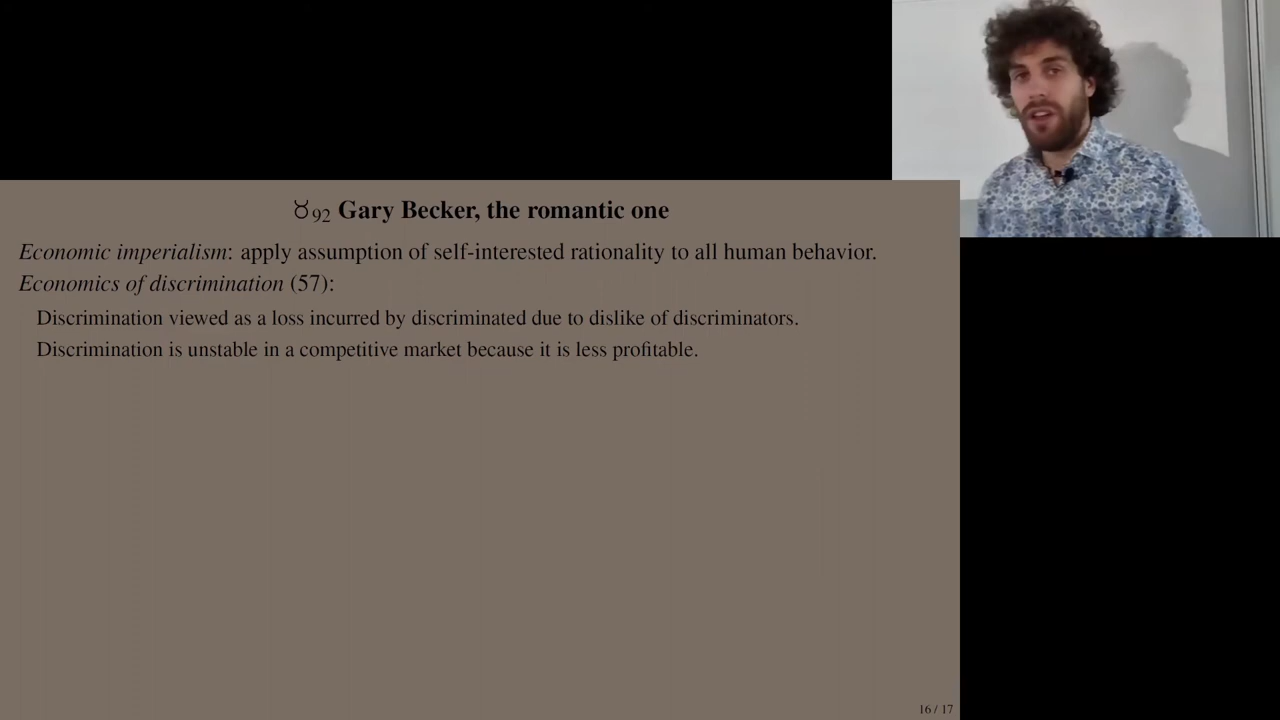 ♉92 Gary Becker, the romantic one
Economic imperialism: apply assumption of self-interested rationality to all human behavior.
Economics of discrimination (57):
Discrimination viewed as a loss incurred by discriminated due to dislike of discriminators.
Discrimination is unstable in a competitive market because it is less profitable.
16 / 17